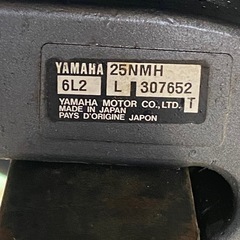 YAMAHA 25NMH
6L2 L 307652
T
YAMAHA MOTOR CO., LTD.
MADE IN JAPAN
PAYS D'ORIGINE JAPON